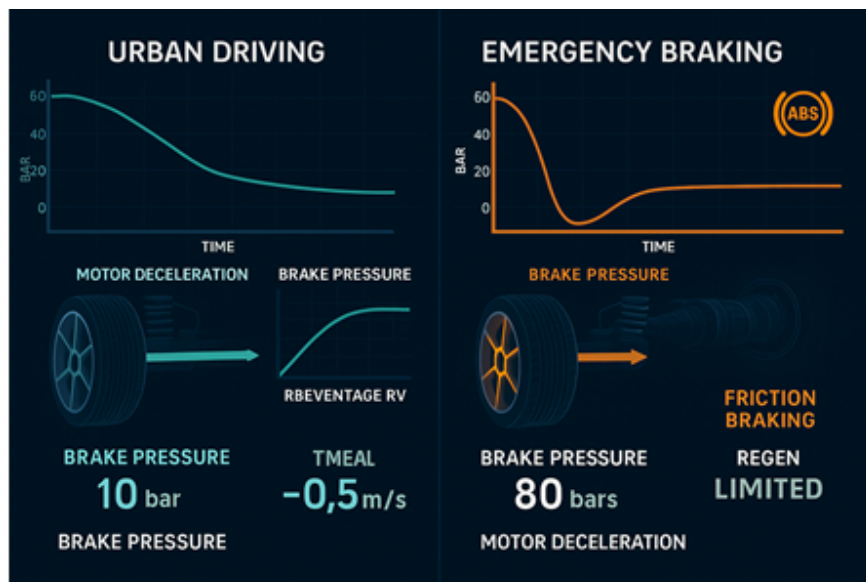 URBAN DRIVING
60
40
20
0
BAR
TIME
MOTOR DECELERATION
BRAKE PRESSURE
RBEVENTAGE RV
BRAKE PRESSURE
10 bar
TMEAL
-0,5 m/s
BRAKE PRESSURE
EMERGENCY BRAKING
60
40
20
0
BAR
ABS
TIME
BRAKE PRESSURE
FRICTION
BRAKING
BRAKE PRESSURE
80 bars
REGEN
LIMITED
MOTOR DECELERATION